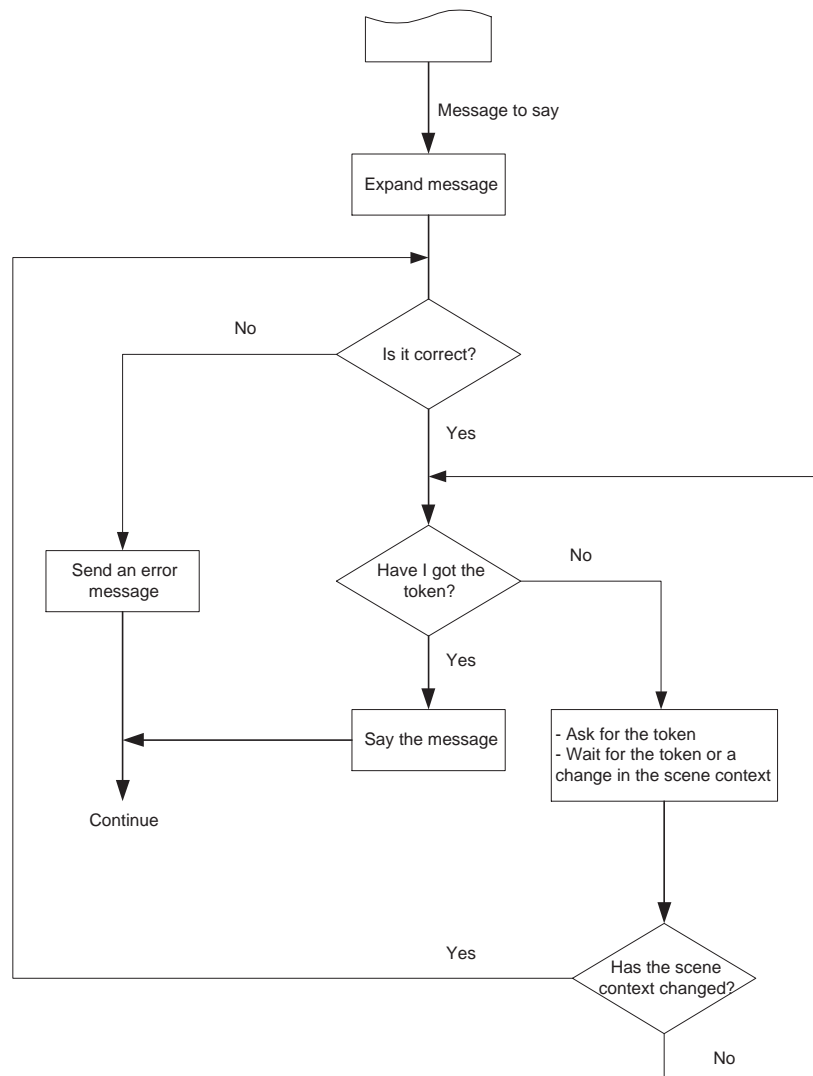 Message to say
Expand message
No
Is it correct?
Yes
Send an error
message
Have I got the
token?
No
Yes
Say the message
- Ask for the token
- Wait for the token or a
change in the scene context
Continue
Yes
Has the scene
context changed?
No